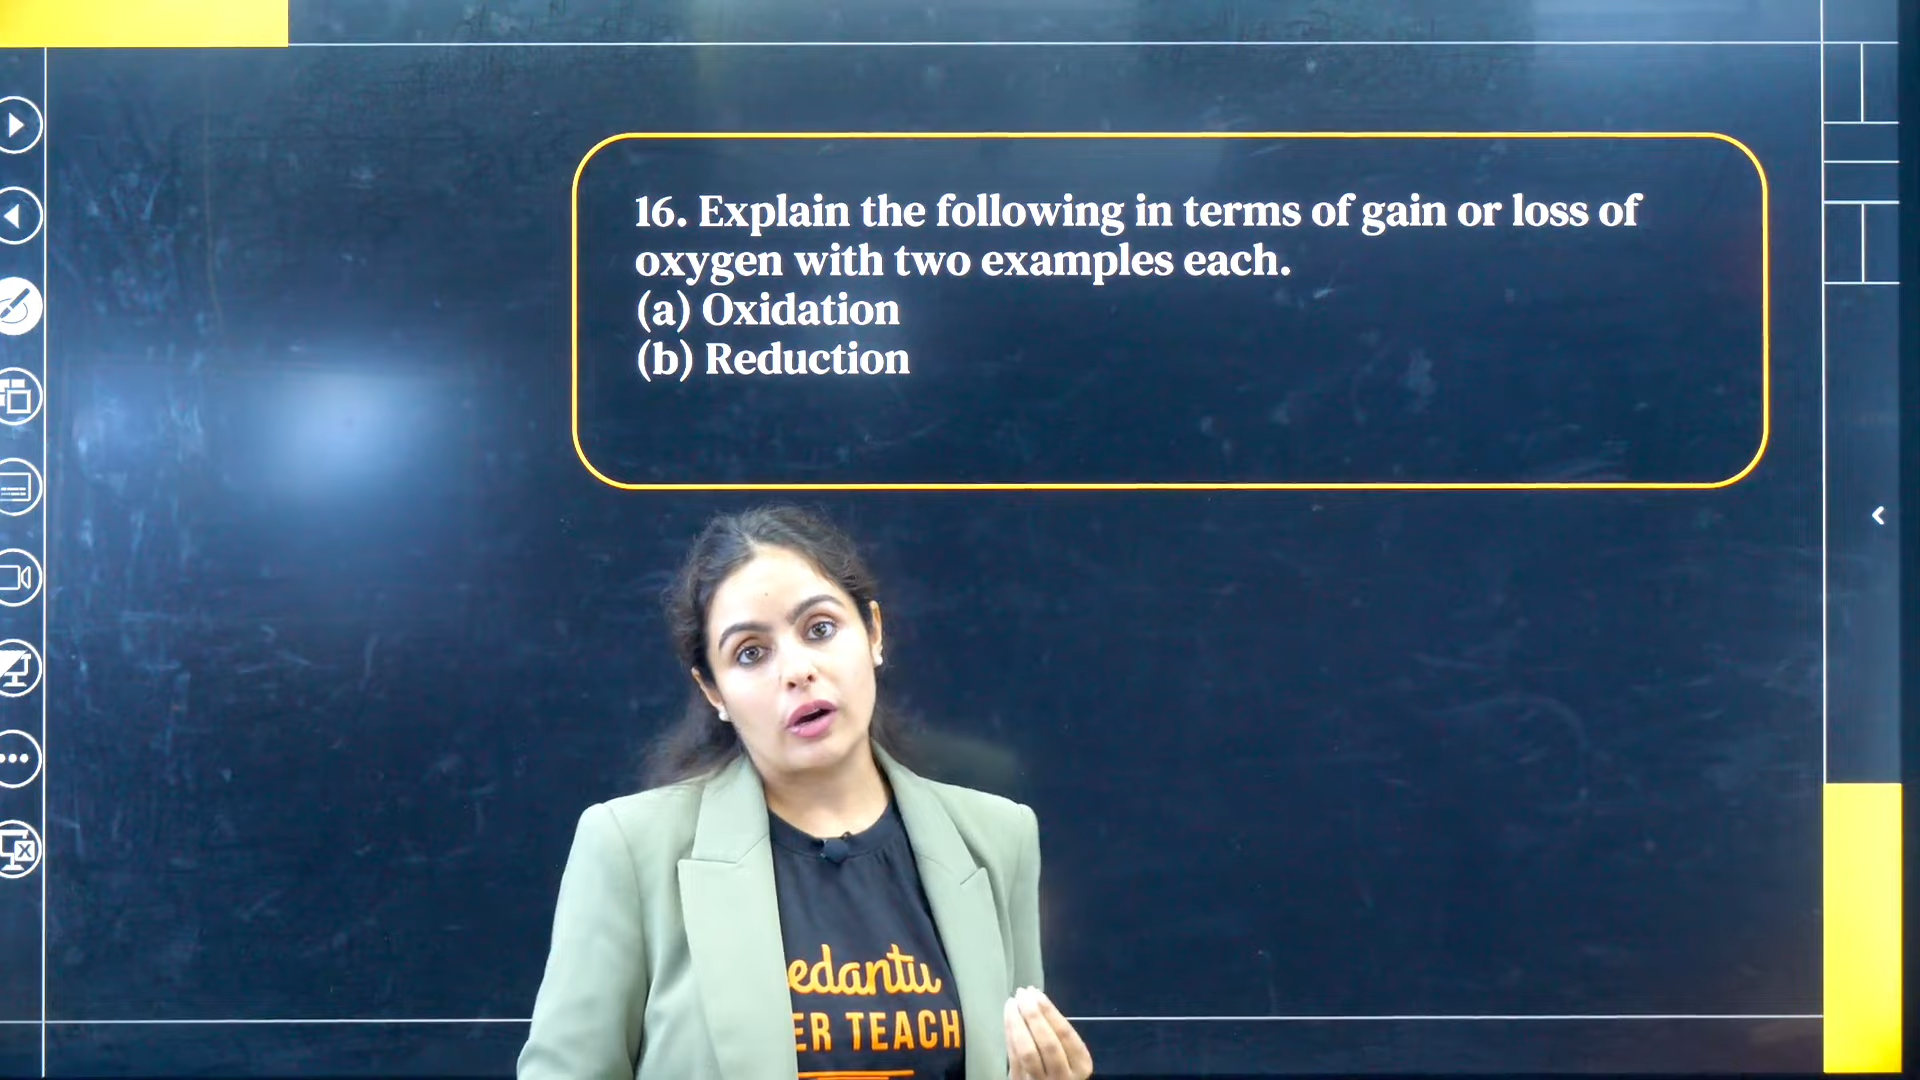 16. Explain the following in terms of gain or loss of
oxygen with two examples each.
(a) Oxidation
(b) Reduction
edantu
ER TEACH